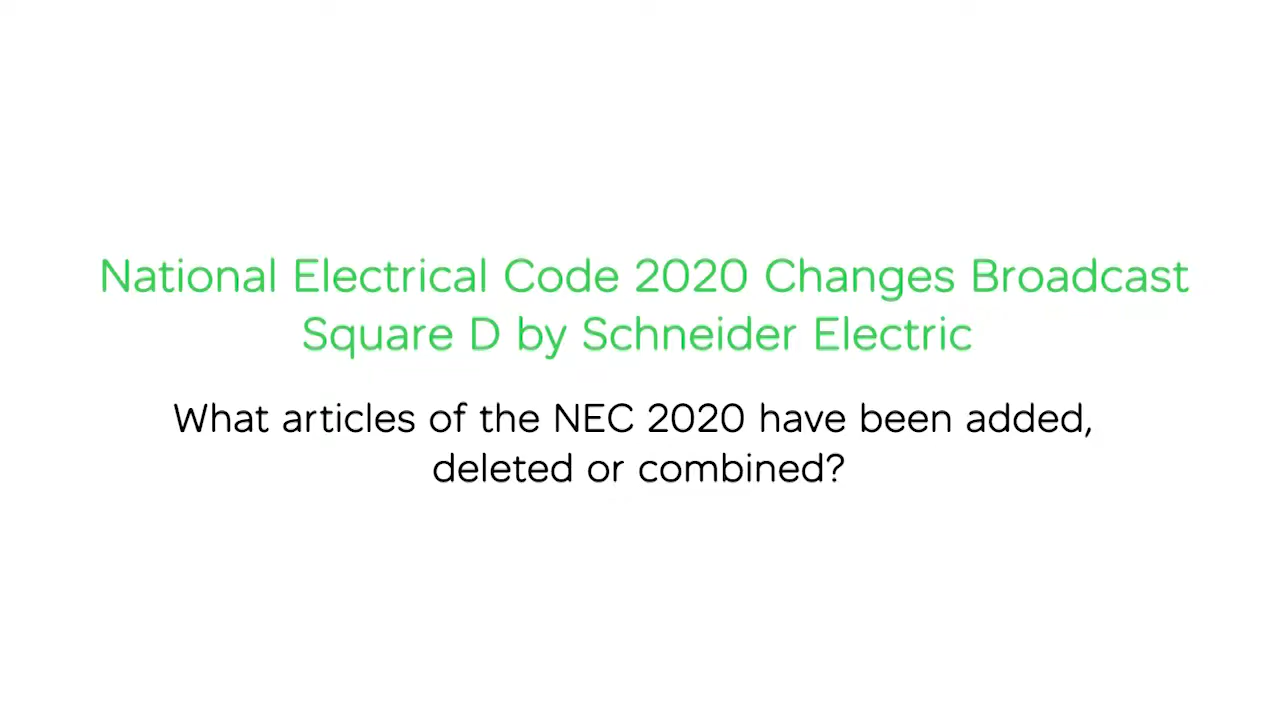 National Electrical Code 2020 Changes Broadcast
Square D by Schneider Electric
What articles of the NEC 2020 have been added,
deleted or combined?